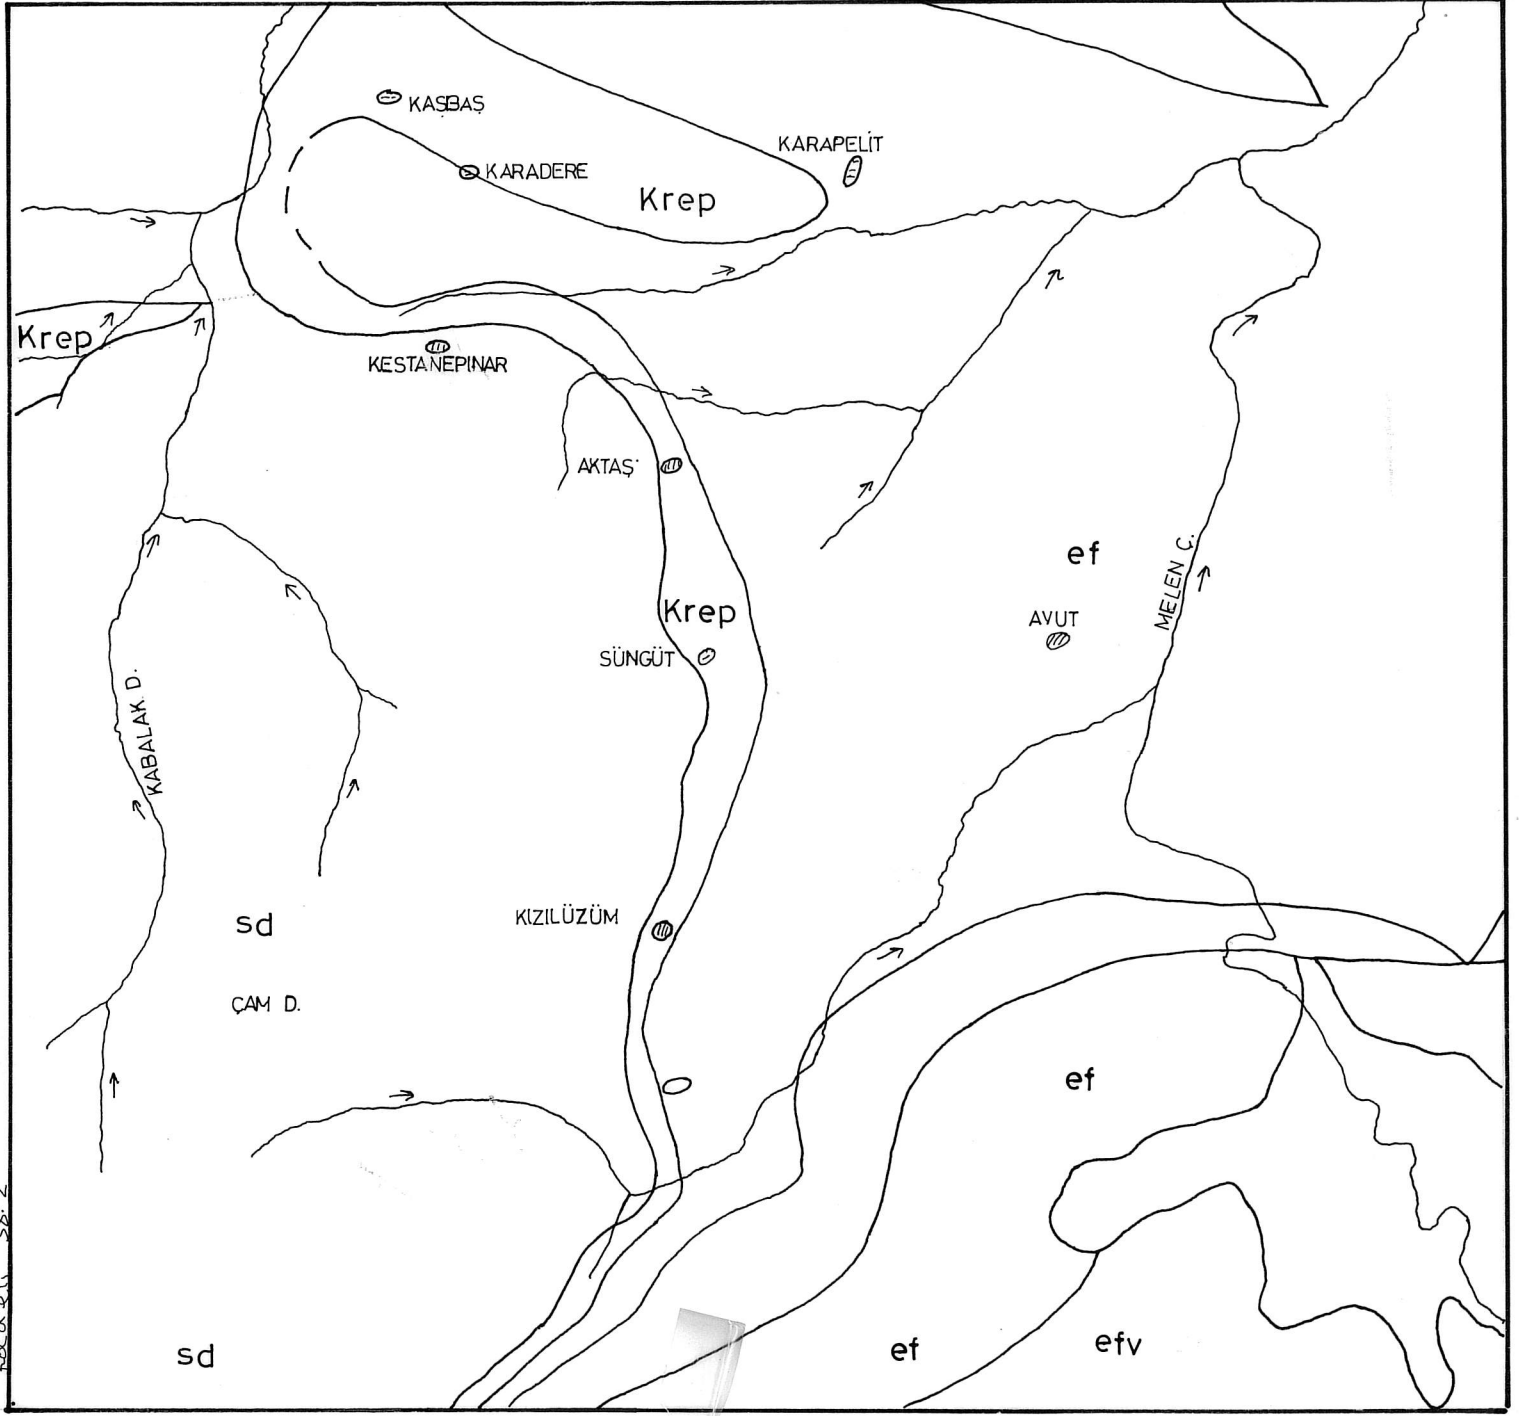 KAŞBAŞ
KARAPELİT
KARADERE
Krep
Krep
KESTANEPINAR
AKTAŞ
ef
MELEN Ç.
Krep
AVUT
SÜNGÜT
KABALAK D.
KIZILÜZÜM
sd
ÇAM D.
ef
sd
ef
efv